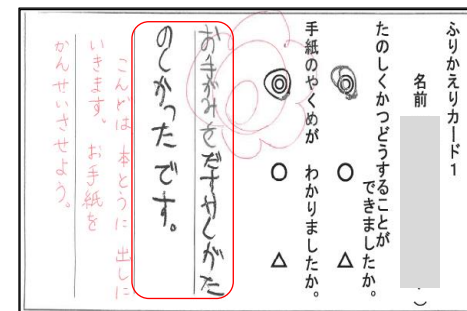 ふりかえりカード1
名前
）
たのしくかつどうすることが
できましたか。
◎ ○ △
手紙のやくめが わかりましたか。
◎ ○ △
おてがみをだすやしがた
のしかったです。
こんどは 本とうに 出しに
いきます。お手紙を
かんせいさせよう。